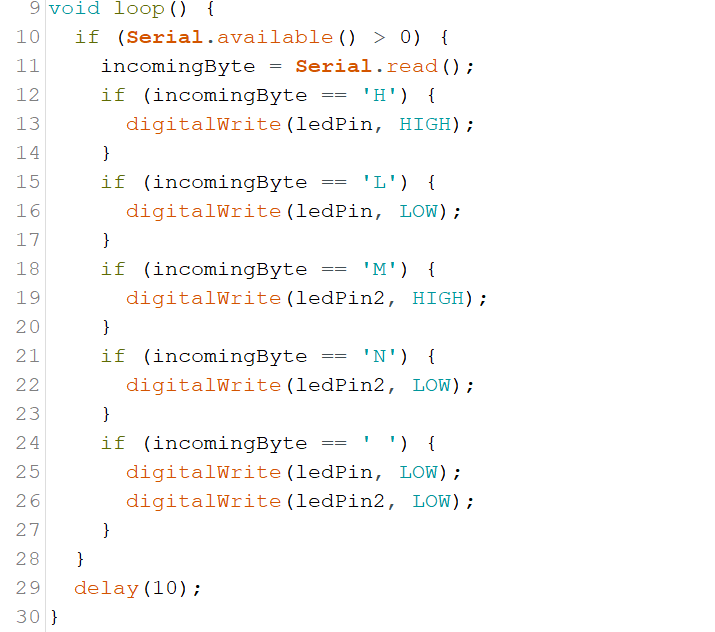 9 void loop() {
10   if (Serial.available() > 0) {
11     incomingByte = Serial.read();
12     if (incomingByte == 'H') {
13       digitalWrite(ledPin, HIGH);
14     }
15     if (incomingByte == 'L') {
16       digitalWrite(ledPin, LOW);
17     }
18     if (incomingByte == 'M') {
19       digitalWrite(ledPin2, HIGH);
20     }
21     if (incomingByte == 'N') {
22       digitalWrite(ledPin2, LOW);
23     }
24     if (incomingByte == ' ') {
25       digitalWrite(ledPin, LOW);
26       digitalWrite(ledPin2, LOW);
27     }
28   }
29   delay(10);
30 }